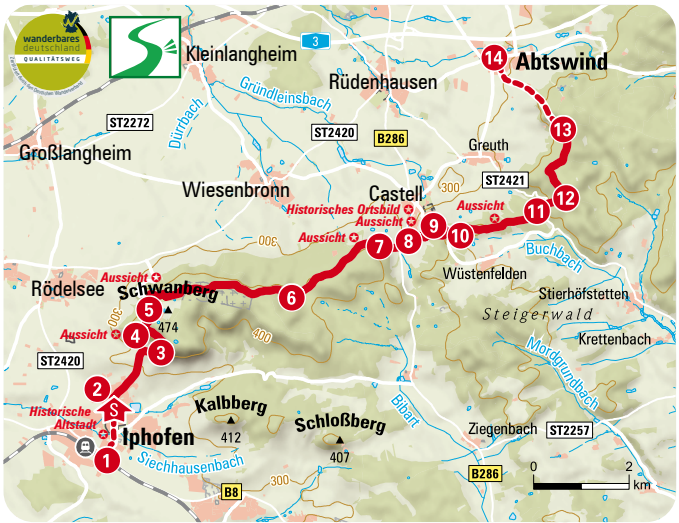 wanderbares
deutschland
QUALITÄTSWEG
Kleinlangheim
3
14
Abtswind
Rüdenhausen
Gründleinsbach
Dürrbach
ST2272
ST2420
B286
13
Großlangheim
Greuth
Wiesenbronn
Castell
300
ST2421
12
Historisches Ortsbild
Aussicht
Aussicht
11
Aussicht
9
10
8
7
300
Buchbach
Wüstenfelden
Aussicht
Rödelsee
Schwanberg
6
Stierhöfstetten
Steigerwald
5
474
300
Aussicht
4
3
400
Krettenbach
ST2420
Mordgrundbach
2
Historische
Altstadt
S
Kalbberg
412
Schloßberg
407
Bibart
Iphofen
1
Siechhausenbach
Ziegenbach
ST2257
B286
300
B8
0
2
km